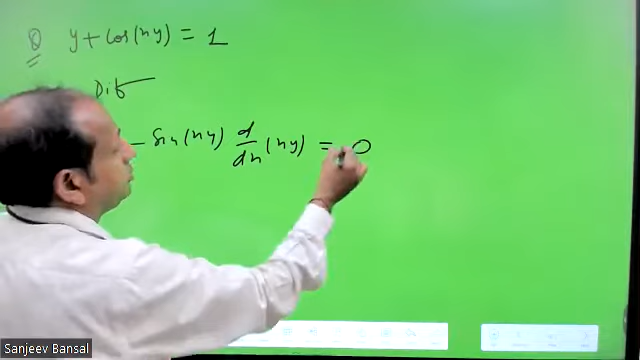 Q y + cos(xy) = 1
Dif
- sin(xy) d/dx (xy) = 0
Sanjeev Bansal